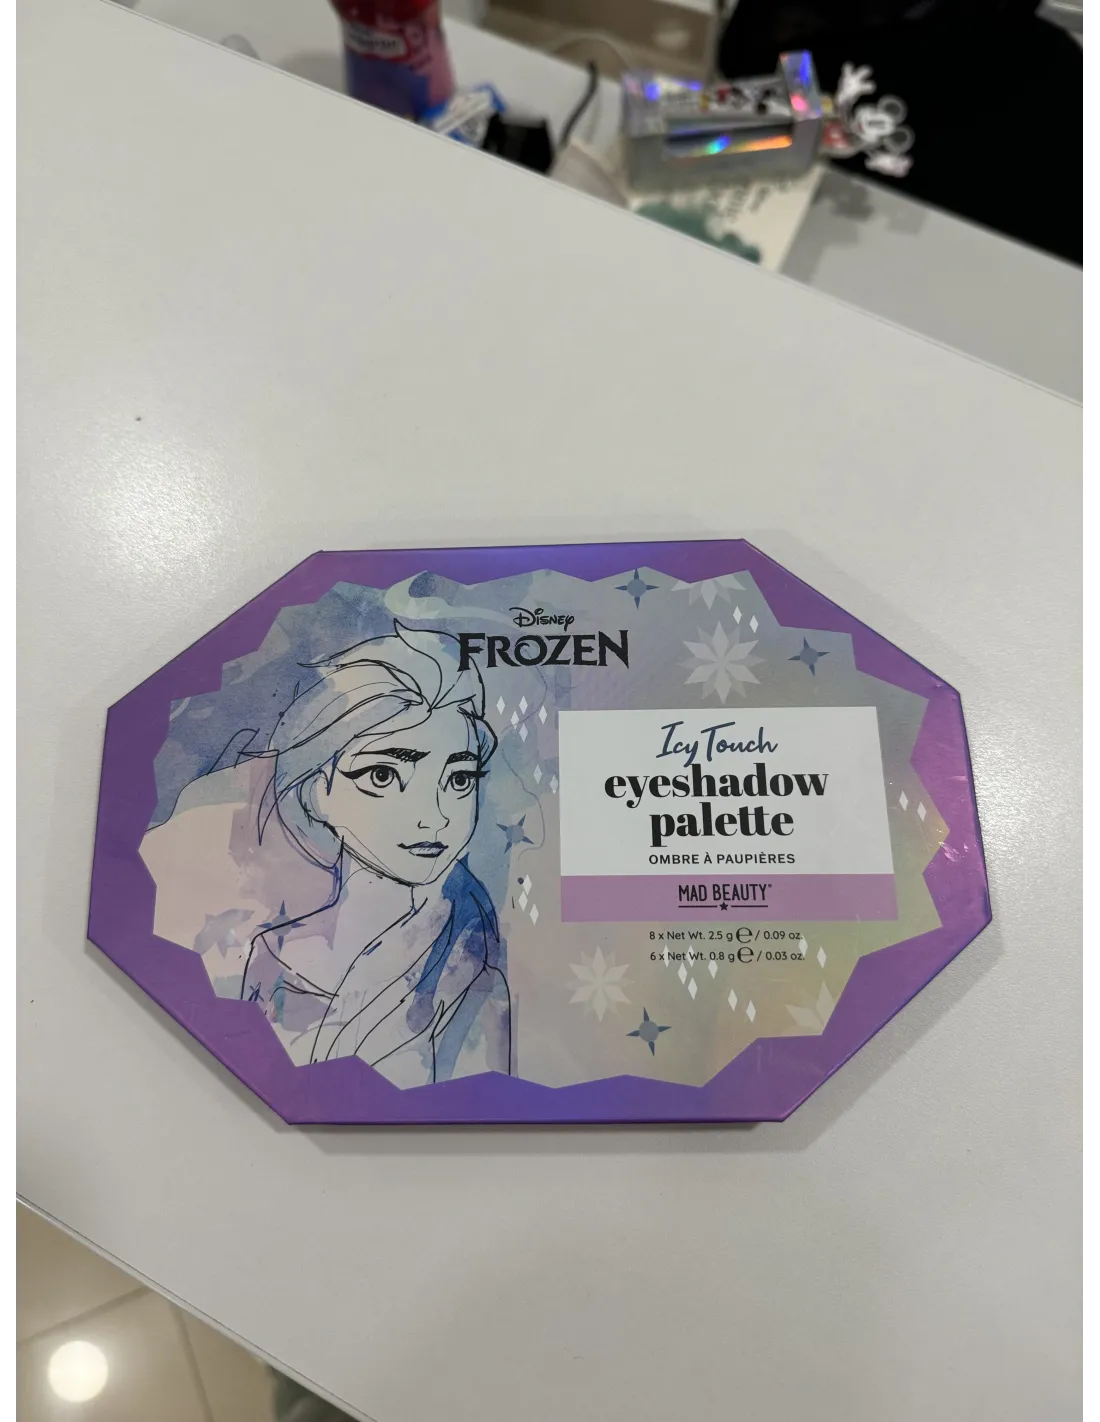 Disney
FROZEN
Icy Touch
eyeshadow
palette
OMBRE À PAUPIÈRES
MAD BEAUTY®
8 x Net Wt. 2.5 g ℮ / 0.09 oz.
6 x Net Wt. 0.8 g ℮ / 0.03 oz.